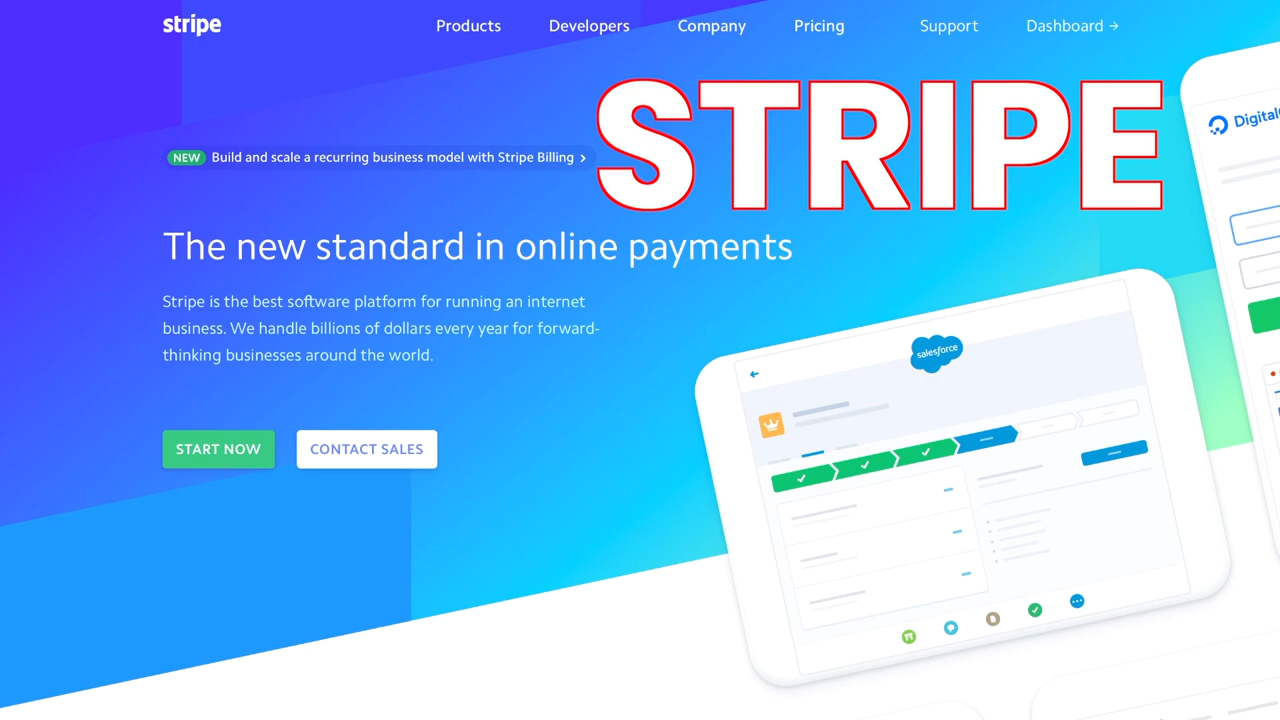 stripe
Products Developers Company Pricing Support Dashboard →
STRIPE
NEW Build and scale a recurring business model with Stripe Billing >
The new standard in online payments
Stripe is the best software platform for running an internet
business. We handle billions of dollars every year for forward-
thinking businesses around the world.
START NOW CONTACT SALES
salesforce